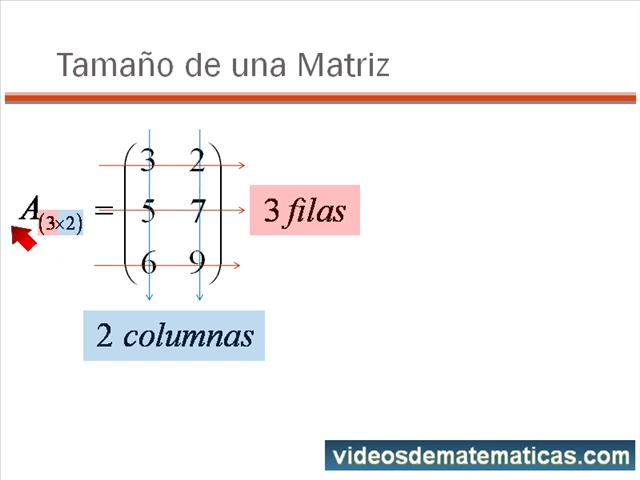 Tamaño de una Matriz
3 2
A(3×2) = 5 7 3 filas
6 9
2 columnas
videosdematematicas.com